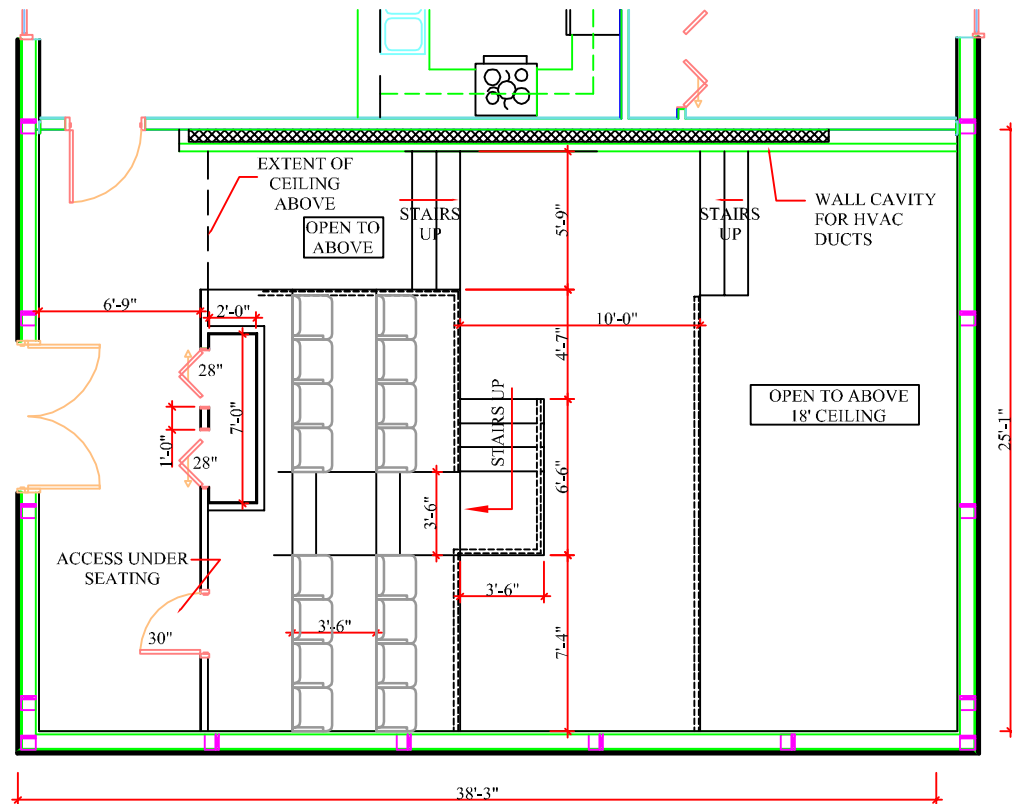 EXTENT OF
CEILING
ABOVE
OPEN TO
ABOVE
STAIRS
UP
5'-9"
STAIRS
UP
WALL CAVITY
FOR HVAC
DUCTS
6'-9"
2'-0"
10'-0"
4'-7"
28"
7'-0"
1'-0"
28"
STAIRS UP
OPEN TO ABOVE
18' CEILING
25'-1"
6'-6"
3'-6"
ACCESS UNDER
SEATING
3'-6"
30"
3'-6"
7'-4"
38'-3"